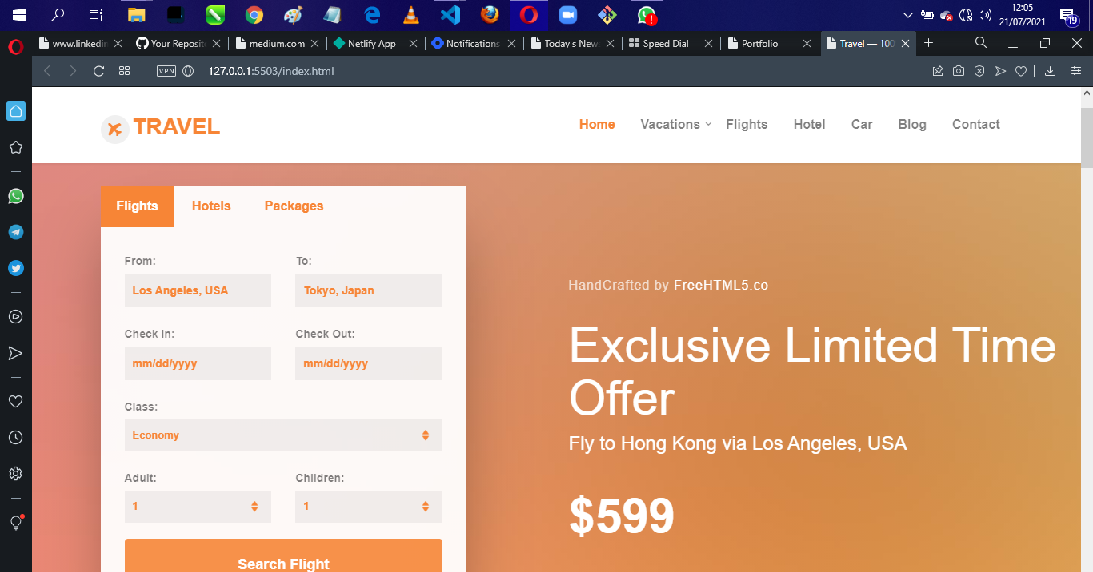 12:05
21/07/2021
19
www.linkedin
Your Reposit
medium.com
Netlify App
Notifications
Today's New
Speed Dial
Portfolio
Travel — 100
VPN
127.0.0.1:5503/index.html
TRAVEL
Home Vacations Flights Hotel Car Blog Contact
Flights Hotels Packages
From: To:
Los Angeles, USA Tokyo, Japan
Check In: Check Out:
mm/dd/yyyy mm/dd/yyyy
Class:
Economy
Adult: Children:
1 1
Search Flight
HandCrafted by FreeHTML5.co
Exclusive Limited Time
Offer
Fly to Hong Kong via Los Angeles, USA
$599